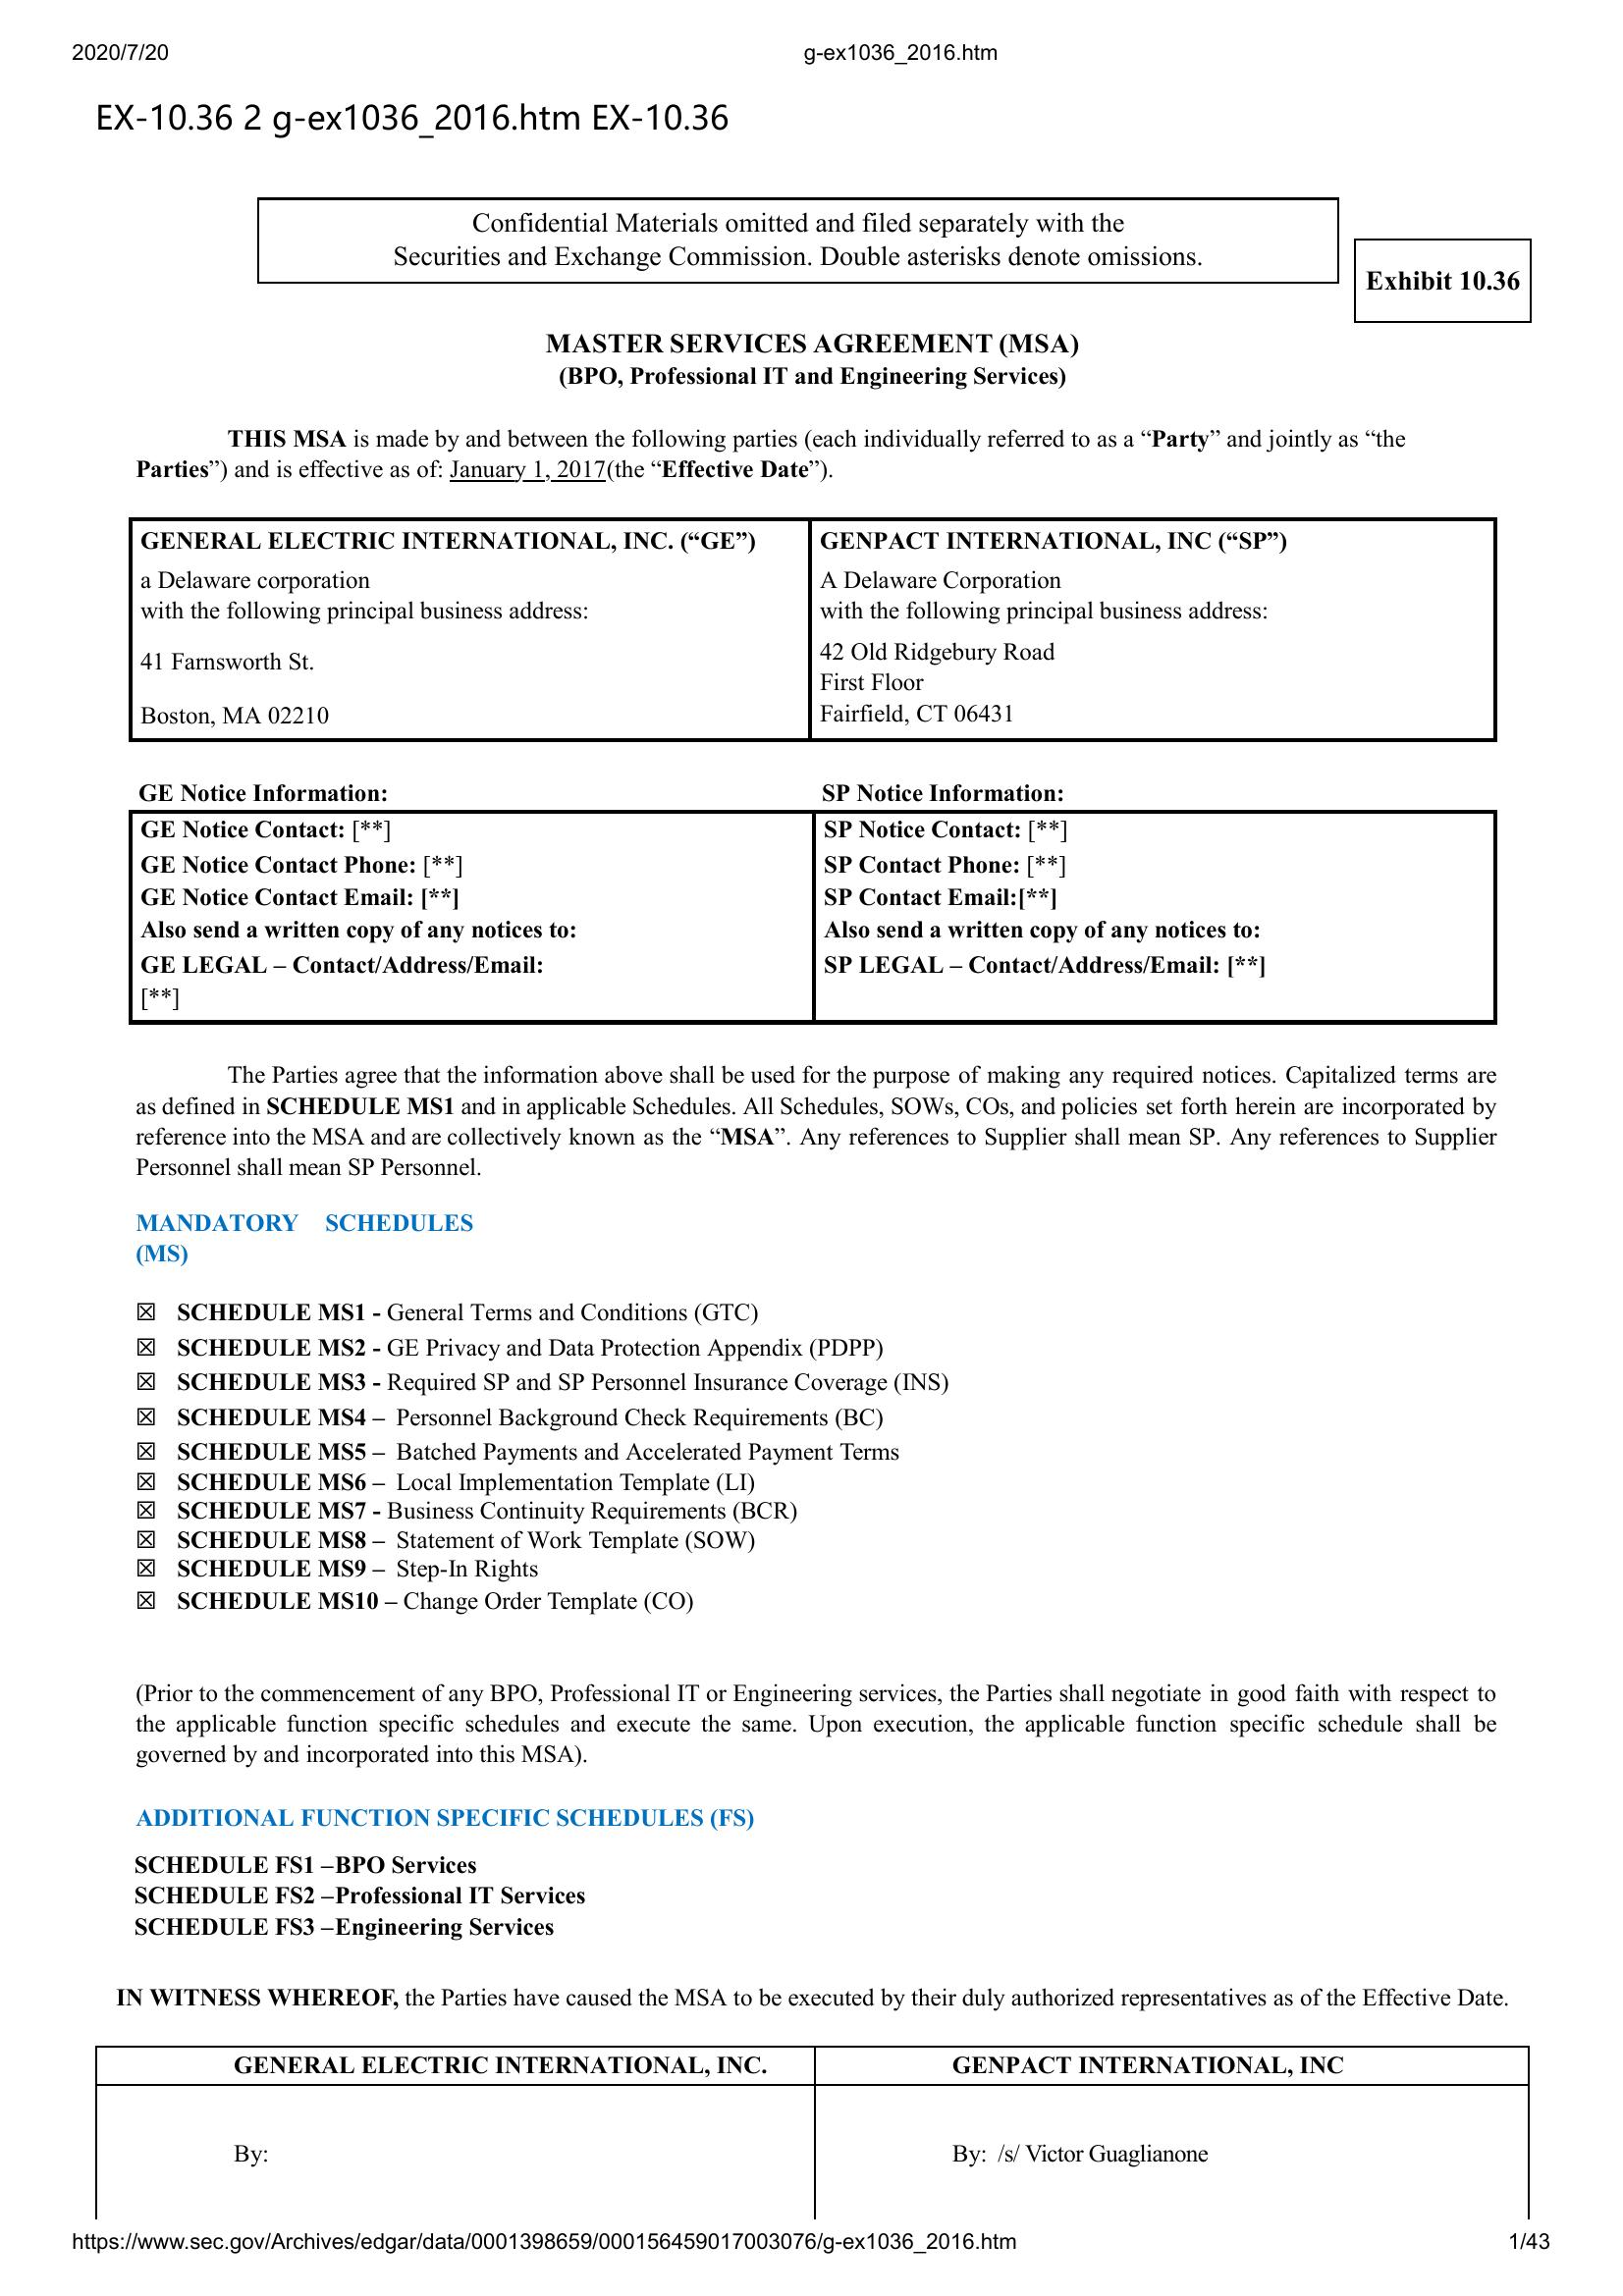 2020/7/20 g-ex1036_2016.htm
EX-10.36 2 g-ex1036_2016.htm EX-10.36
Confidential Materials omitted and filed separately with the
Securities and Exchange Commission. Double asterisks denote omissions.
Exhibit 10.36
MASTER SERVICES AGREEMENT (MSA)
(BPO, Professional IT and Engineering Services)
THIS MSA is made by and between the following parties (each individually referred to as a “Party” and jointly as “the
Parties”) and is effective as of: January 1, 2017(the “Effective Date”).
GENERAL ELECTRIC INTERNATIONAL, INC. (“GE”)
a Delaware corporation
with the following principal business address:
41 Farnsworth St.
Boston, MA 02210
GENPACT INTERNATIONAL, INC (“SP”)
A Delaware Corporation
with the following principal business address:
42 Old Ridgebury Road
First Floor
Fairfield, CT 06431
GE Notice Information:
GE Notice Contact: [**]
GE Notice Contact Phone: [**]
GE Notice Contact Email: [**]
Also send a written copy of any notices to:
GE LEGAL – Contact/Address/Email:
[**]
SP Notice Information:
SP Notice Contact: [**]
SP Contact Phone: [**]
SP Contact Email:[**]
Also send a written copy of any notices to:
SP LEGAL – Contact/Address/Email: [**]
The Parties agree that the information above shall be used for the purpose of making any required notices. Capitalized terms are
as defined in SCHEDULE MS1 and in applicable Schedules. All Schedules, SOWs, COs, and policies set forth herein are incorporated by
reference into the MSA and are collectively known as the “MSA”. Any references to Supplier shall mean SP. Any references to Supplier
Personnel shall mean SP Personnel.
MANDATORY SCHEDULES
(MS)
☒ SCHEDULE MS1 - General Terms and Conditions (GTC)
☒ SCHEDULE MS2 - GE Privacy and Data Protection Appendix (PDPP)
☒ SCHEDULE MS3 - Required SP and SP Personnel Insurance Coverage (INS)
☒ SCHEDULE MS4 – Personnel Background Check Requirements (BC)
☒ SCHEDULE MS5 – Batched Payments and Accelerated Payment Terms
☒ SCHEDULE MS6 – Local Implementation Template (LI)
☒ SCHEDULE MS7 - Business Continuity Requirements (BCR)
☒ SCHEDULE MS8 – Statement of Work Template (SOW)
☒ SCHEDULE MS9 – Step-In Rights
☒ SCHEDULE MS10 – Change Order Template (CO)
(Prior to the commencement of any BPO, Professional IT or Engineering services, the Parties shall negotiate in good faith with respect to
the applicable function specific schedules and execute the same. Upon execution, the applicable function specific schedule shall be
governed by and incorporated into this MSA).
ADDITIONAL FUNCTION SPECIFIC SCHEDULES (FS)
SCHEDULE FS1 –BPO Services
SCHEDULE FS2 –Professional IT Services
SCHEDULE FS3 –Engineering Services
IN WITNESS WHEREOF, the Parties have caused the MSA to be executed by their duly authorized representatives as of the Effective Date.
GENERAL ELECTRIC INTERNATIONAL, INC. GENPACT INTERNATIONAL, INC
By: By: /s/ Victor Guaglianone
https://www.sec.gov/Archives/edgar/data/0001398659/000156459017003076/g-ex1036_2016.htm 1/43